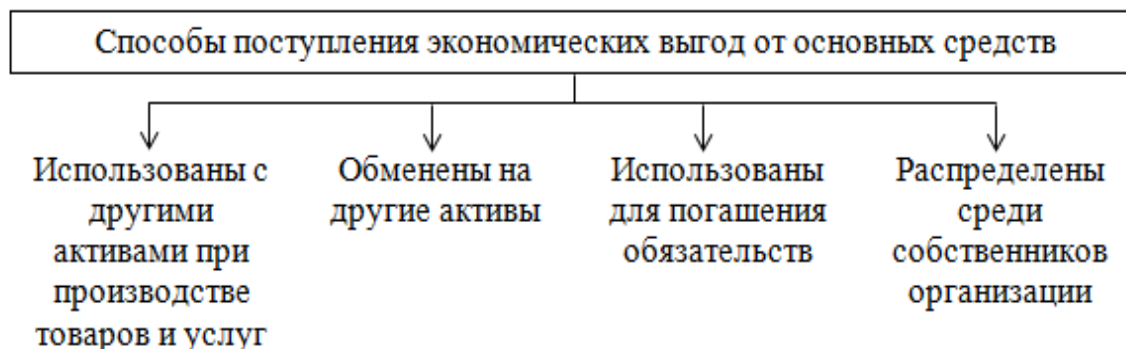 Способы поступления экономических выгод от основных средств
Использованы с
другими
активами при
производстве
товаров и услуг
Обменены на
другие активы
Использованы
для погашения
обязательств
Распределены
среди
собственников
организации